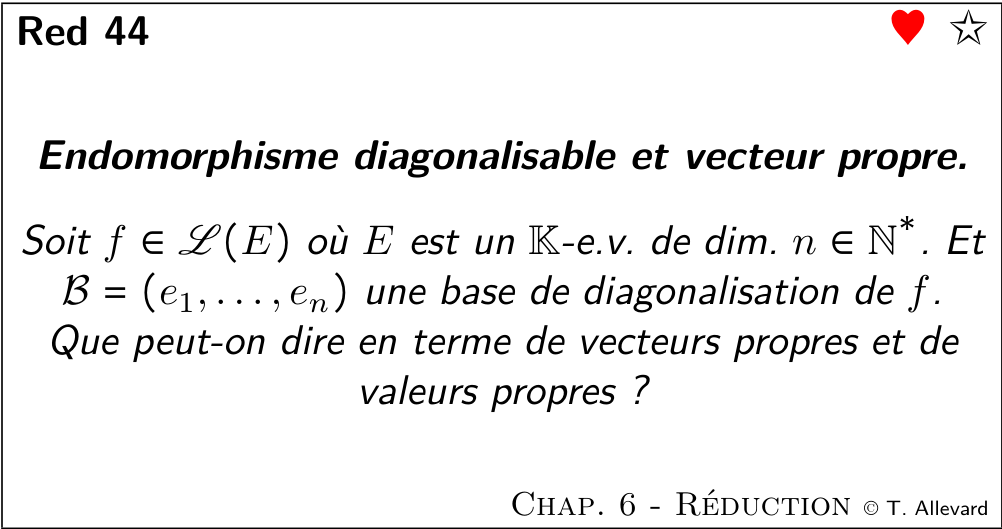 Red 44
Endomorphisme diagonalisable et vecteur propre.
Soit f ∈ ℒ(E) où E est un 𝕂-e.v. de dim. n ∈ ℕ*. Et
ℬ = (e₁, . . . , eₙ) une base de diagonalisation de f.
Que peut-on dire en terme de vecteurs propres et de
valeurs propres ?
CHAP. 6 - RÉDUCTION © T. Allevard